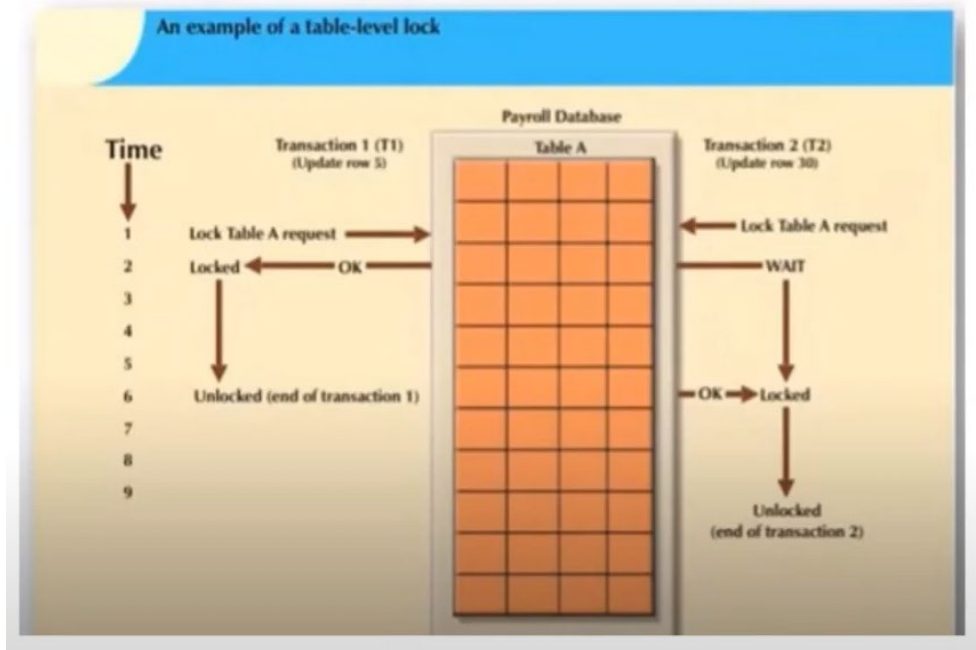 An example of a table-level lock
Payroll Database
Time
Transaction 1 (T1)
(Update row 5)
Table A
Transaction 2 (T2)
(Update row 30)
1
Lock Table A request
Lock Table A request
2
Locked
OK
WAIT
3
4
5
6
Unlocked (end of transaction 1)
OK
Locked
7
8
9
Unlocked
(end of transaction 2)